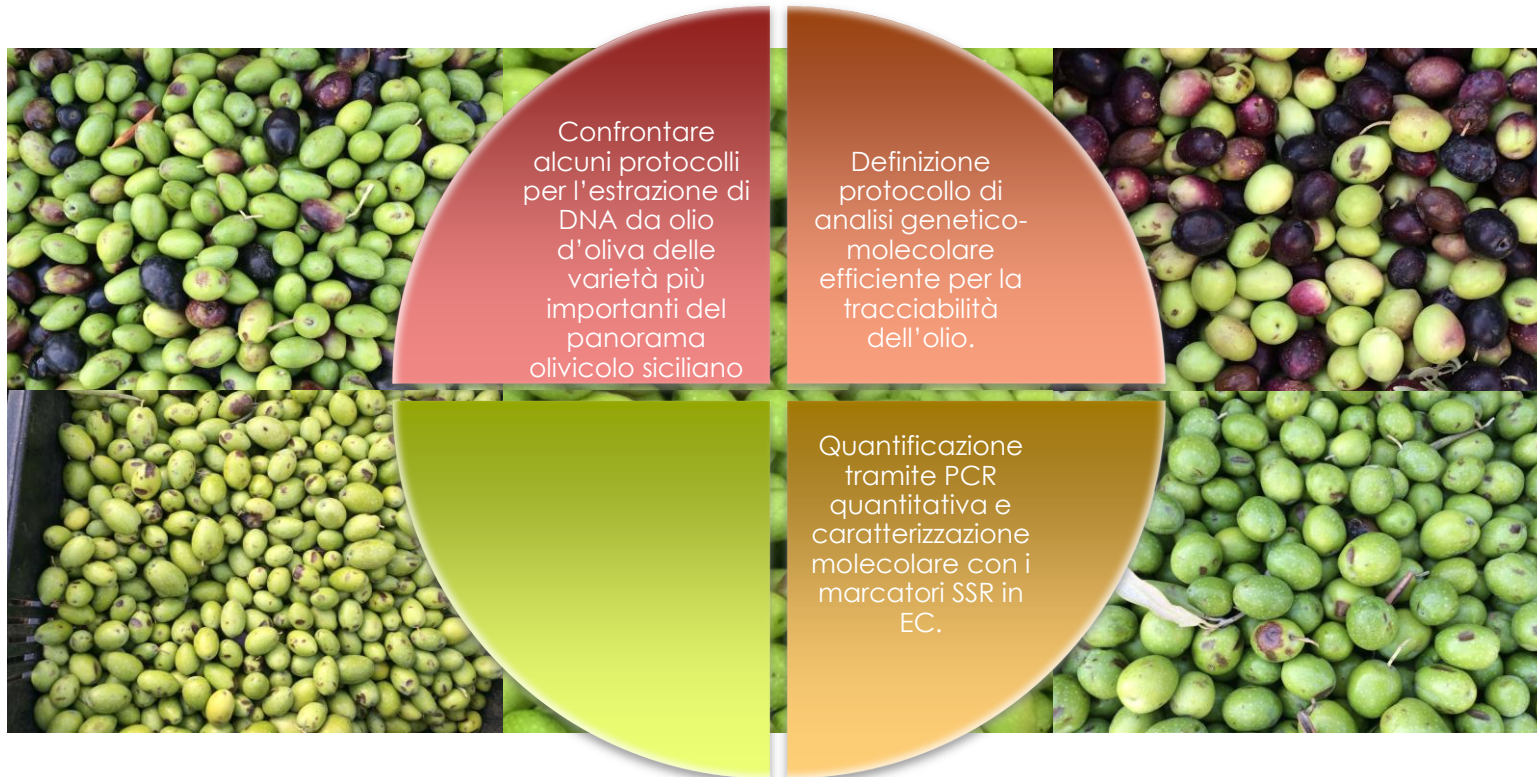 Confrontare
alcuni protocolli
per l’estrazione di
DNA da olio
d’oliva delle
varietà più
importanti del
panorama
olivicolo siciliano
Definizione
protocollo di
analisi genetico-
molecolare
efficiente per la
tracciabilità
dell’olio.
Quantificazione
tramite PCR
quantitativa e
caratterizzazione
molecolare con i
marcatori SSR in
EC.